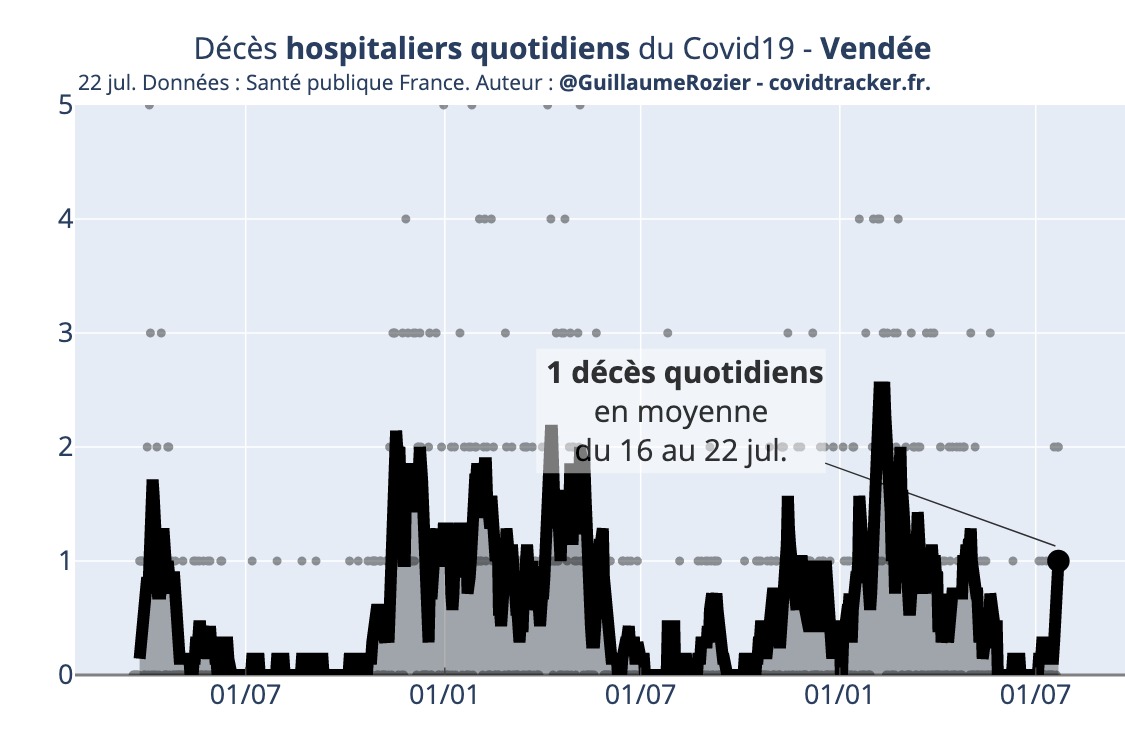 Décès hospitaliers quotidiens du Covid19 - Vendée
22 jul. Données : Santé publique France. Auteur : @GuillaumeRozier - covidtracker.fr.
5
4
3
1 décès quotidiens
en moyenne
du 16 au 22 jul.
2
1
0
01/07
01/01
01/07
01/01
01/07